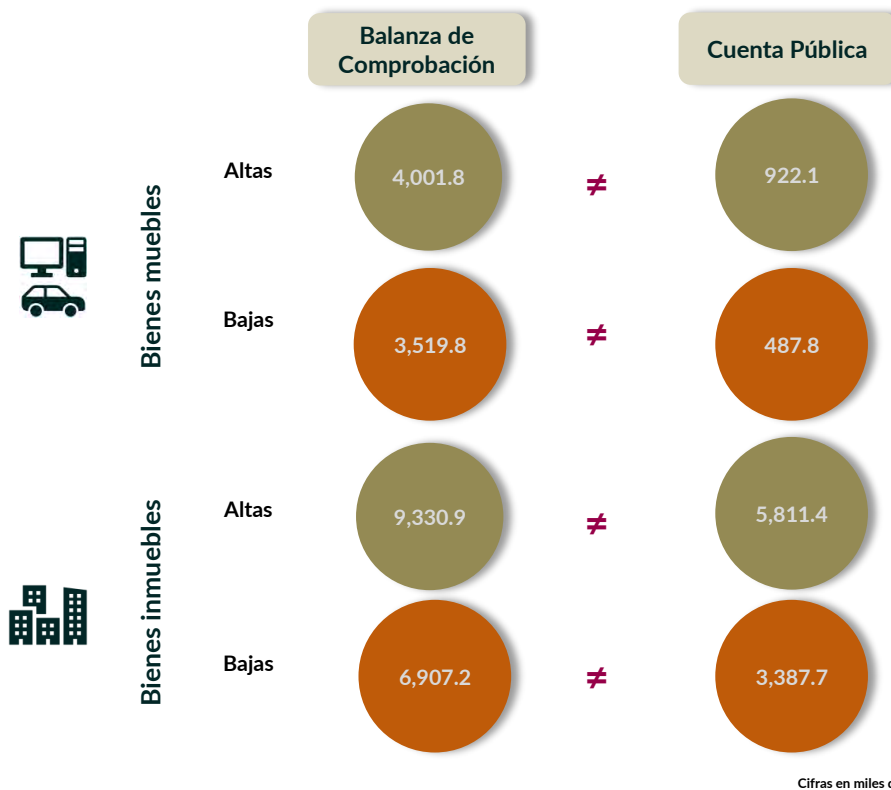 Balanza de
Comprobación
Cuenta Pública
Bienes muebles
Altas
4,001.8
≠
922.1
Bajas
3,519.8
≠
487.8
Bienes inmuebles
Altas
9,330.9
≠
5,811.4
Bajas
6,907.2
≠
3,387.7
Cifras en miles